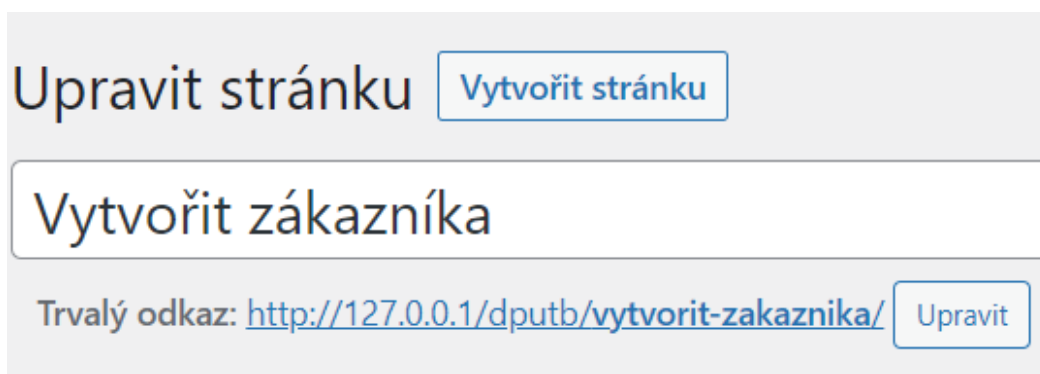 Upravit stránku Vytvořit stránku
Vytvořit zákazníka
Trvalý odkaz: http://127.0.0.1/dputb/vytvorit-zakaznika/ Upravit